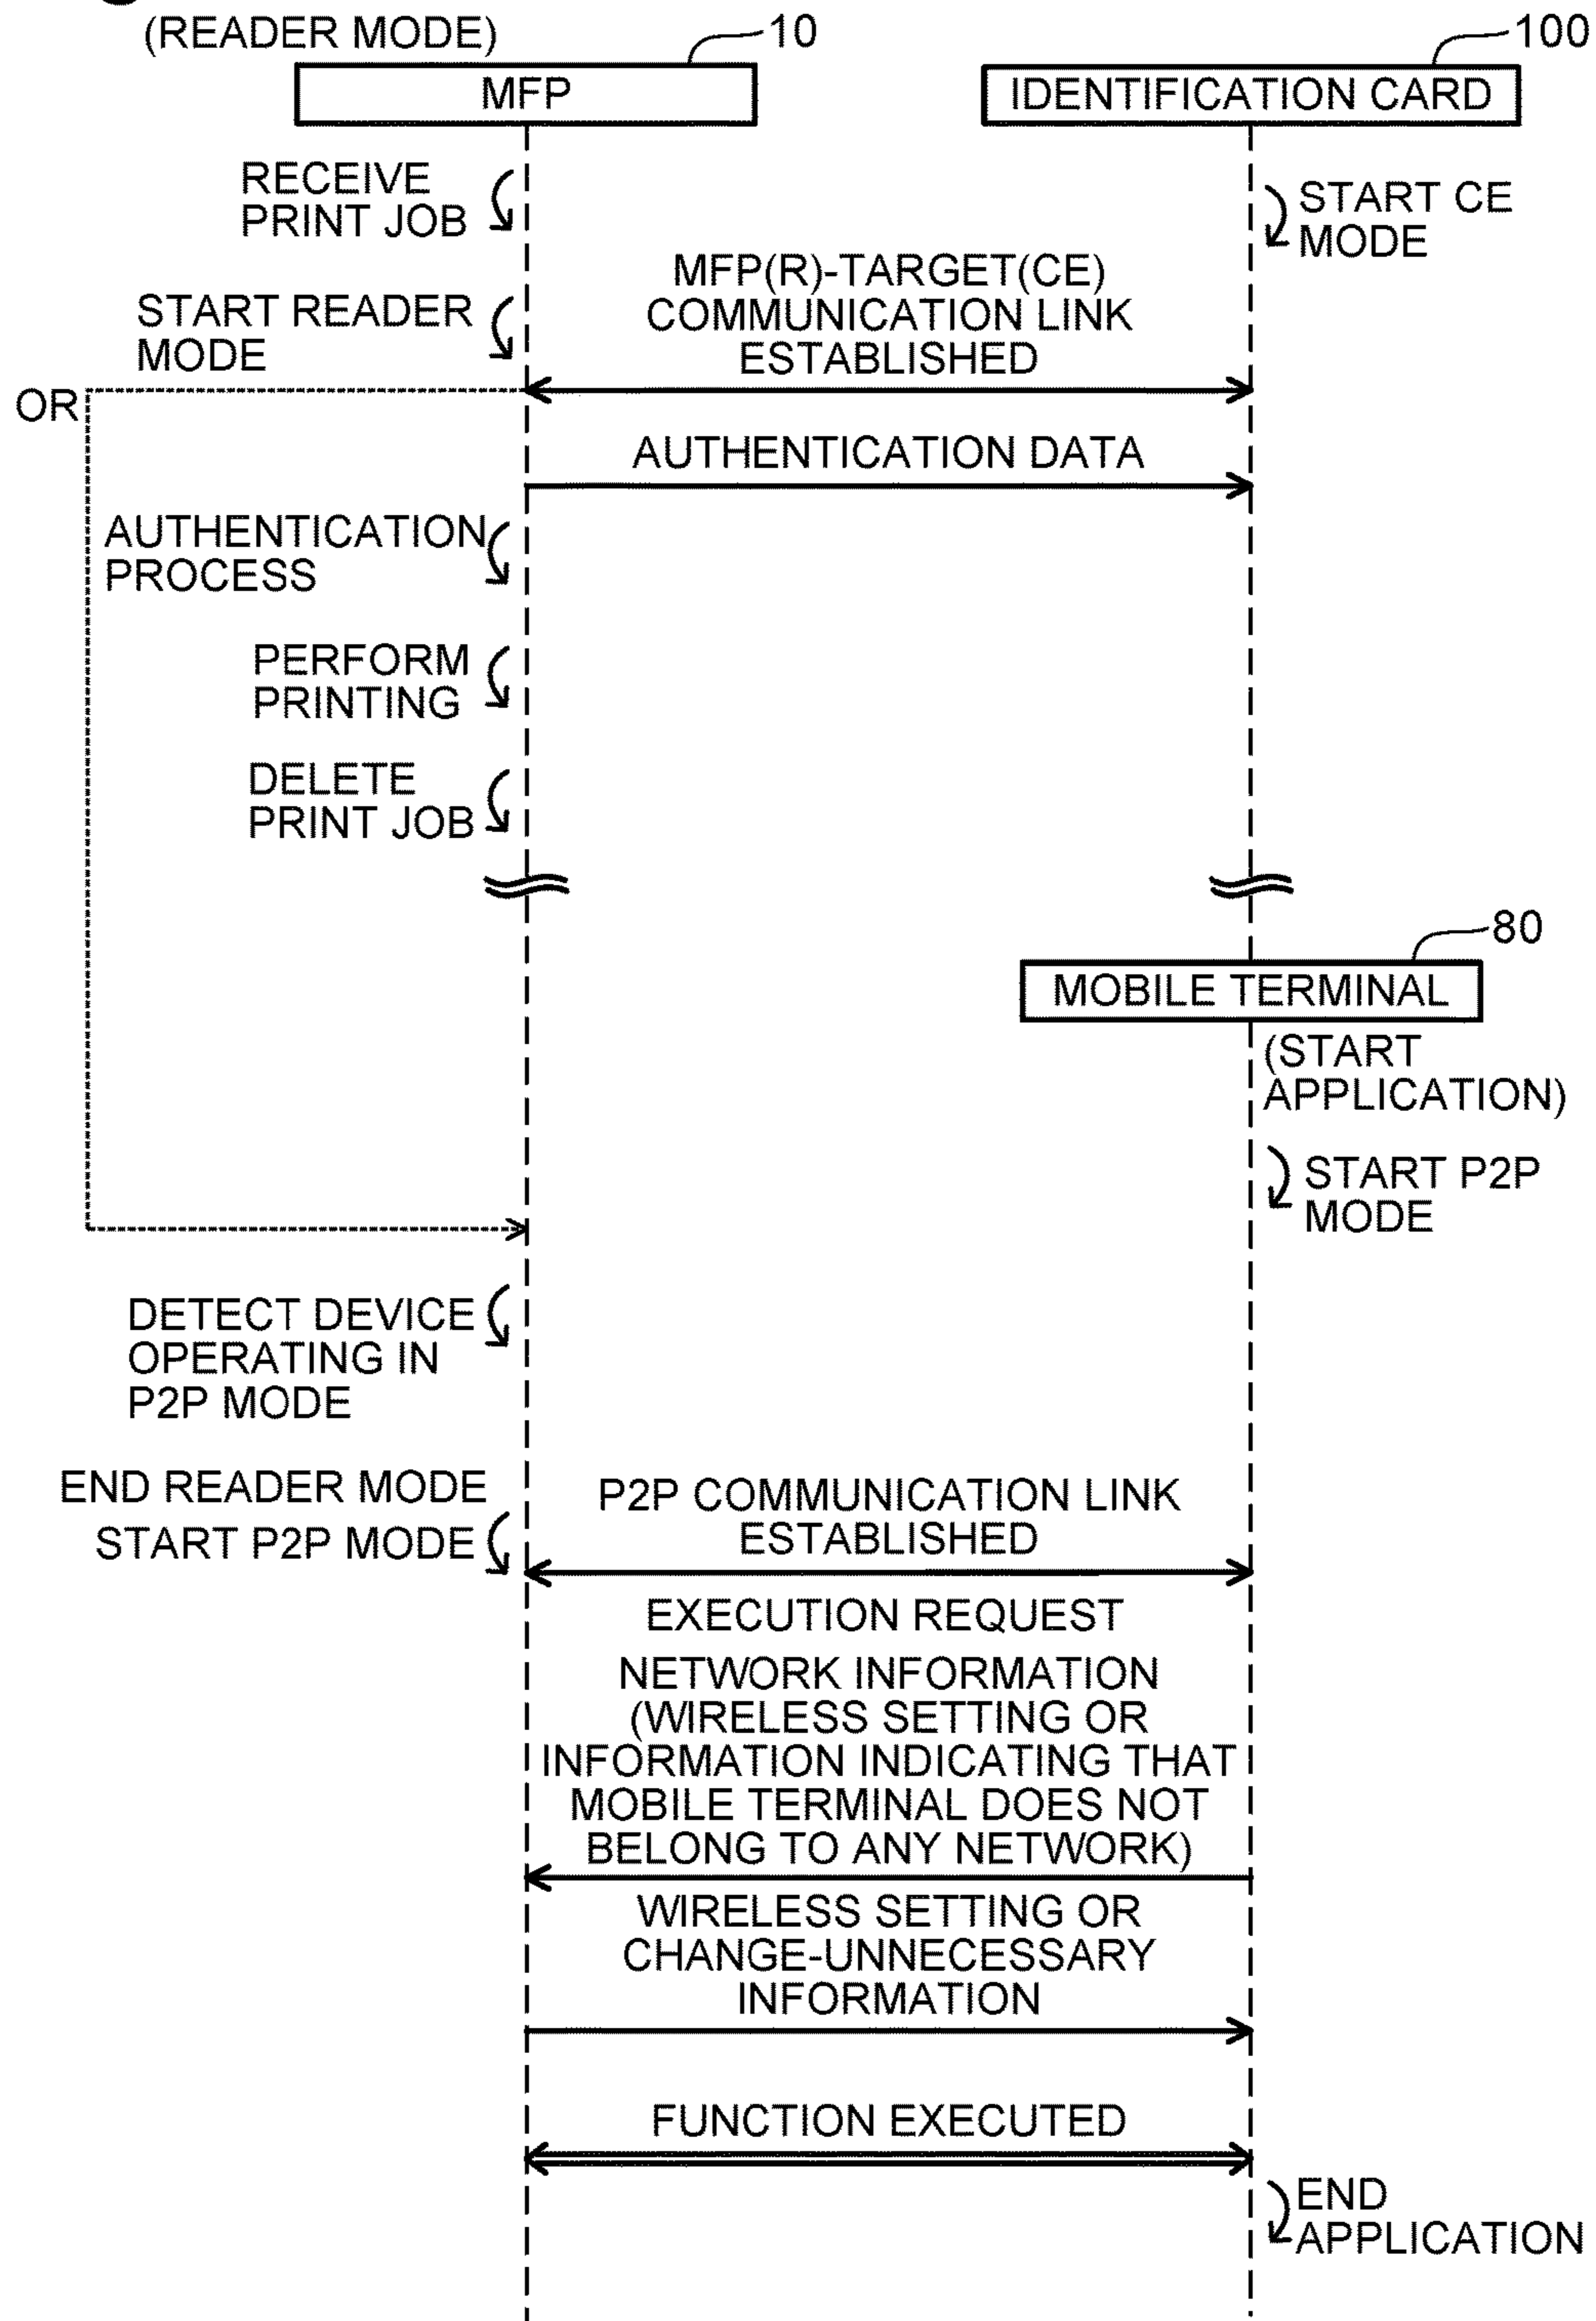 (READER MODE)
10
100
MFP
IDENTIFICATION CARD
RECEIVE
PRINT JOB
START CE
MODE
MFP(R)-TARGET(CE)
COMMUNICATION LINK
ESTABLISHED
START READER
MODE
OR
AUTHENTICATION DATA
AUTHENTICATION
PROCESS
PERFORM
PRINTING
DELETE
PRINT JOB
80
MOBILE TERMINAL
(START
APPLICATION)
START P2P
MODE
DETECT DEVICE
OPERATING IN
P2P MODE
END READER MODE
START P2P MODE
P2P COMMUNICATION LINK
ESTABLISHED
EXECUTION REQUEST
NETWORK INFORMATION
(WIRELESS SETTING OR
INFORMATION INDICATING THAT
MOBILE TERMINAL DOES NOT
BELONG TO ANY NETWORK)
WIRELESS SETTING OR
CHANGE-UNNECESSARY
INFORMATION
FUNCTION EXECUTED
END
APPLICATION